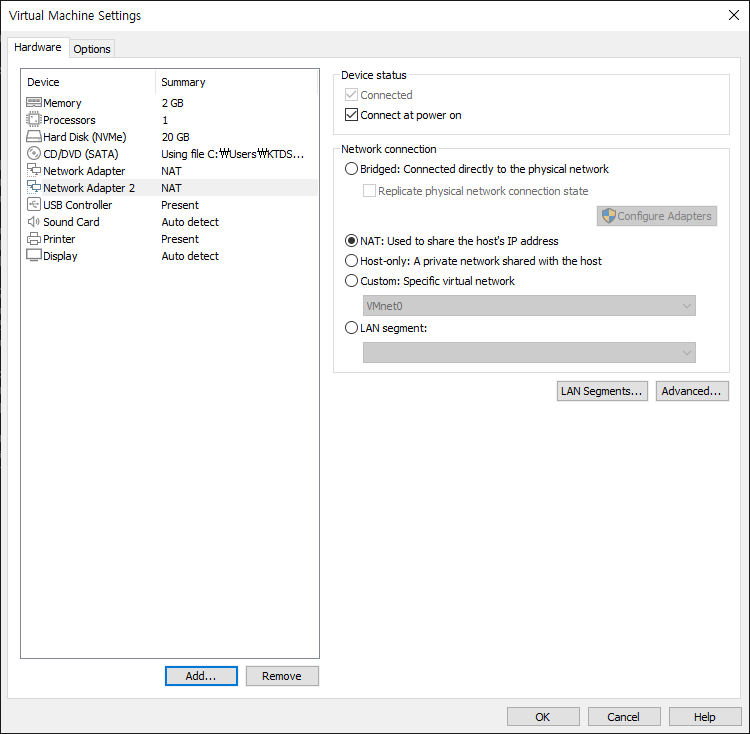 Virtual Machine Settings
Hardware Options
Device Summary
Memory 2 GB
Processors 1
Hard Disk (NVMe) 20 GB
CD/DVD (SATA) Using file C:₩Users₩KTDS...
Network Adapter NAT
Network Adapter 2 NAT
USB Controller Present
Sound Card Auto detect
Printer Present
Display Auto detect
Add... Remove
Device status
Connected
Connect at power on
Network connection
Bridged: Connected directly to the physical network
Replicate physical network connection state
Configure Adapters
NAT: Used to share the host's IP address
Host-only: A private network shared with the host
Custom: Specific virtual network
VMnet0
LAN segment:
LAN Segments... Advanced...
OK Cancel Help